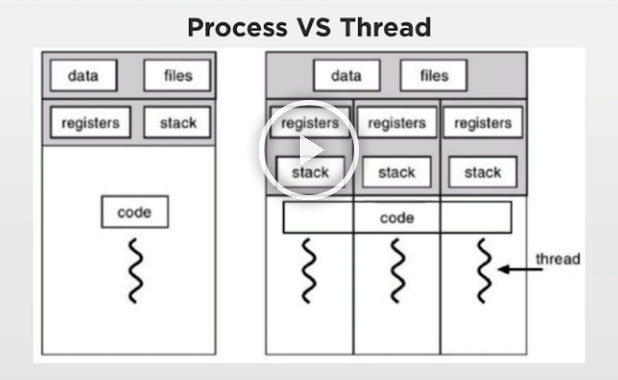 Process VS Thread
data files
registers stack
code
data files
registers registers registers
stack stack stack
code
thread